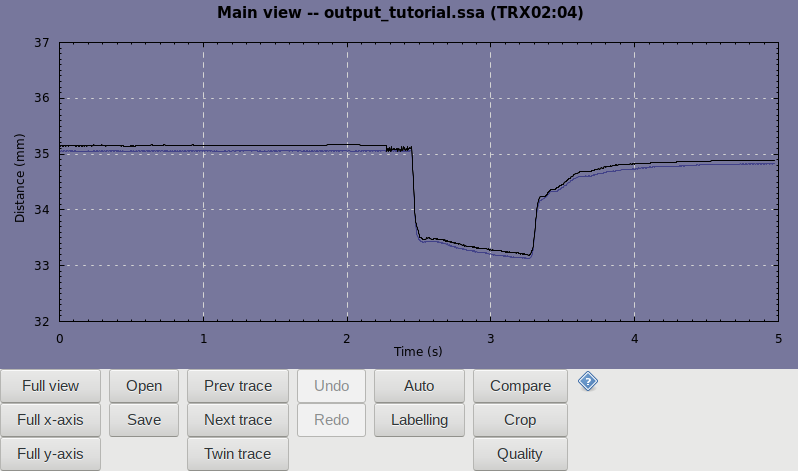 Main view -- output_tutorial.ssa (TRX02:04)
37
36
35
34
33
32
Distance (mm)
0 1 2 3 4 5
Time (s)
Full view Open Prev trace Undo Auto Compare ?
Full x-axis Save Next trace Redo Labelling Crop
Full y-axis Twin trace Quality